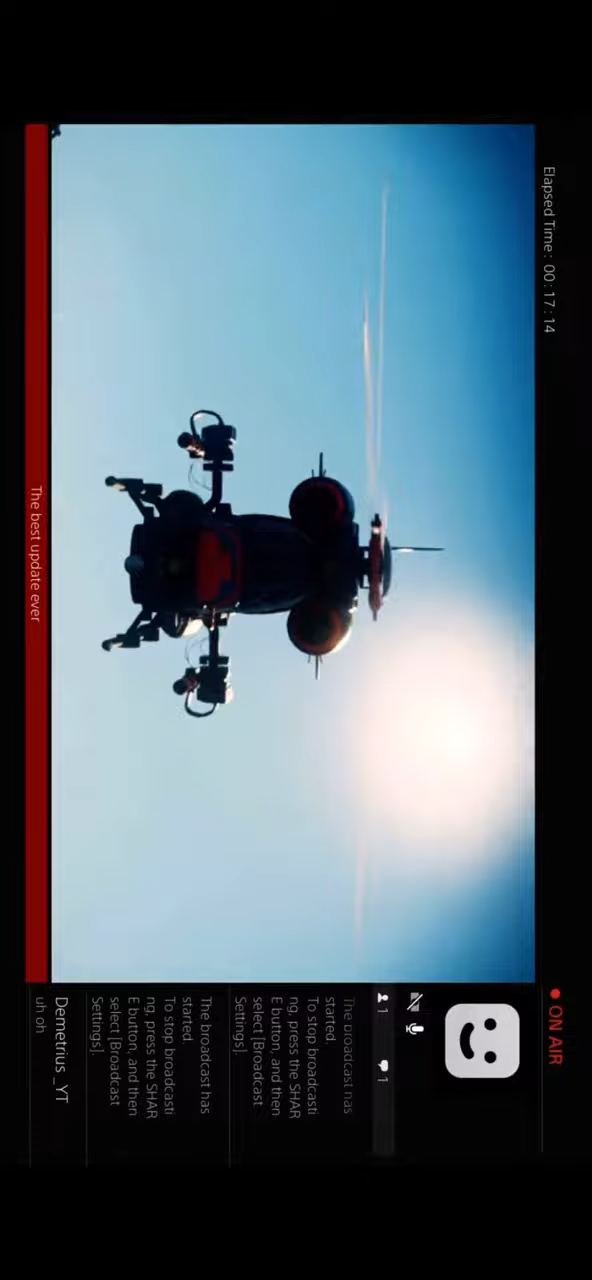 Elapsed Time: 00:17:14
● ON AIR
1
1
The broadcast has
started.
To stop broadcasti
ng, press the SHAR
E button, and then
select [Broadcast
Settings].
The broadcast has
started.
To stop broadcasti
ng, press the SHAR
E button, and then
select [Broadcast
Settings].
Demetrius_YT
uh oh
The best update ever